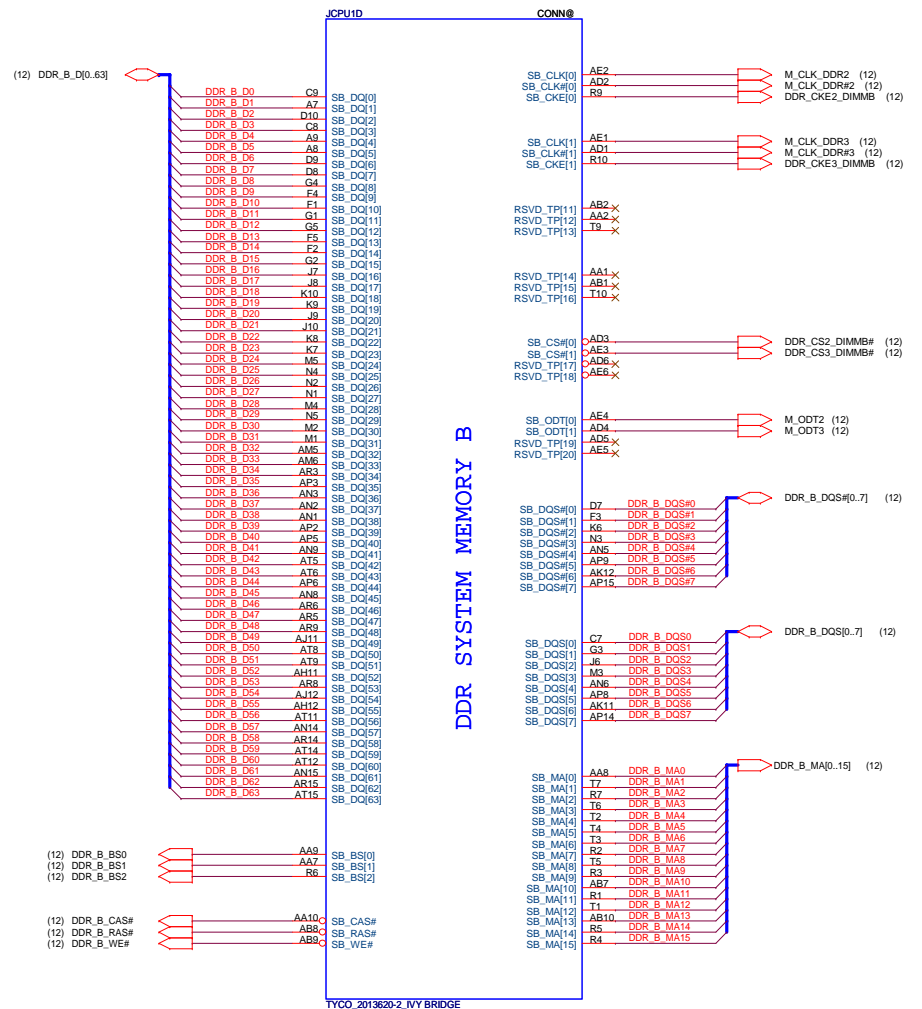 JCPU1D CONN@
(12) DDR_B_D[0..63]
DDR_B_D0 C9 SB_DQ[0]
DDR_B_D1 A7 SB_DQ[1]
DDR_B_D2 D10 SB_DQ[2]
DDR_B_D3 C8 SB_DQ[3]
DDR_B_D4 A9 SB_DQ[4]
DDR_B_D5 A8 SB_DQ[5]
DDR_B_D6 D9 SB_DQ[6]
DDR_B_D7 D8 SB_DQ[7]
DDR_B_D8 G4 SB_DQ[8]
DDR_B_D9 F4 SB_DQ[9]
DDR_B_D10 F1 SB_DQ[10]
DDR_B_D11 G1 SB_DQ[11]
DDR_B_D12 G5 SB_DQ[12]
DDR_B_D13 F5 SB_DQ[13]
DDR_B_D14 F2 SB_DQ[14]
DDR_B_D15 G2 SB_DQ[15]
DDR_B_D16 J7 SB_DQ[16]
DDR_B_D17 J8 SB_DQ[17]
DDR_B_D18 K10 SB_DQ[18]
DDR_B_D19 K9 SB_DQ[19]
DDR_B_D20 J9 SB_DQ[20]
DDR_B_D21 J10 SB_DQ[21]
DDR_B_D22 K8 SB_DQ[22]
DDR_B_D23 K7 SB_DQ[23]
DDR_B_D24 M5 SB_DQ[24]
DDR_B_D25 N4 SB_DQ[25]
DDR_B_D26 N2 SB_DQ[26]
DDR_B_D27 N1 SB_DQ[27]
DDR_B_D28 M4 SB_DQ[28]
DDR_B_D29 N5 SB_DQ[29]
DDR_B_D30 M2 SB_DQ[30]
DDR_B_D31 M1 SB_DQ[31]
DDR_B_D32 AM5 SB_DQ[32]
DDR_B_D33 AM6 SB_DQ[33]
DDR_B_D34 AR3 SB_DQ[34]
DDR_B_D35 AP3 SB_DQ[35]
DDR_B_D36 AN3 SB_DQ[36]
DDR_B_D37 AN2 SB_DQ[37]
DDR_B_D38 AN1 SB_DQ[38]
DDR_B_D39 AP2 SB_DQ[39]
DDR_B_D40 AP5 SB_DQ[40]
DDR_B_D41 AN9 SB_DQ[41]
DDR_B_D42 AT5 SB_DQ[42]
DDR_B_D43 AT6 SB_DQ[43]
DDR_B_D44 AP6 SB_DQ[44]
DDR_B_D45 AN8 SB_DQ[45]
DDR_B_D46 AR6 SB_DQ[46]
DDR_B_D47 AR5 SB_DQ[47]
DDR_B_D48 AR9 SB_DQ[48]
DDR_B_D49 AJ11 SB_DQ[49]
DDR_B_D50 AT8 SB_DQ[50]
DDR_B_D51 AT9 SB_DQ[51]
DDR_B_D52 AH11 SB_DQ[52]
DDR_B_D53 AR8 SB_DQ[53]
DDR_B_D54 AJ12 SB_DQ[54]
DDR_B_D55 AH12 SB_DQ[55]
DDR_B_D56 AT11 SB_DQ[56]
DDR_B_D57 AN14 SB_DQ[57]
DDR_B_D58 AR14 SB_DQ[58]
DDR_B_D59 AT14 SB_DQ[59]
DDR_B_D60 AT12 SB_DQ[60]
DDR_B_D61 AN15 SB_DQ[61]
DDR_B_D62 AR15 SB_DQ[62]
DDR_B_D63 AT15 SB_DQ[63]
(12) DDR_B_BS0 AA9 SB_BS[0]
(12) DDR_B_BS1 AA7 SB_BS[1]
(12) DDR_B_BS2 R6 SB_BS[2]
(12) DDR_B_CAS# AA10 SB_CAS#
(12) DDR_B_RAS# AB8 SB_RAS#
(12) DDR_B_WE# AB9 SB_WE#
DDR SYSTEM MEMORY B
SB_CLK[0] AE2 M_CLK_DDR2 (12)
SB_CLK#[0] AD2 M_CLK_DDR#2 (12)
SB_CKE[0] R9 DDR_CKE2_DIMMB (12)
SB_CLK[1] AE1 M_CLK_DDR3 (12)
SB_CLK#[1] AD1 M_CLK_DDR#3 (12)
SB_CKE[1] R10 DDR_CKE3_DIMMB (12)
RSVD_TP[11] AB2
RSVD_TP[12] AA2
RSVD_TP[13] T9
RSVD_TP[14] AA1
RSVD_TP[15] AB1
RSVD_TP[16] T10
SB_CS#[0] AD3 DDR_CS2_DIMMB# (12)
SB_CS#[1] AE3 DDR_CS3_DIMMB# (12)
RSVD_TP[17] AD6
RSVD_TP[18] AE6
SB_ODT[0] AE4 M_ODT2 (12)
SB_ODT[1] AD4 M_ODT3 (12)
RSVD_TP[19] AD5
RSVD_TP[20] AE5
DDR_B_DQS#[0..7] (12)
SB_DQS#[0] D7 DDR_B_DQS#0
SB_DQS#[1] F3 DDR_B_DQS#1
SB_DQS#[2] K6 DDR_B_DQS#2
SB_DQS#[3] N3 DDR_B_DQS#3
SB_DQS#[4] AN5 DDR_B_DQS#4
SB_DQS#[5] AP9 DDR_B_DQS#5
SB_DQS#[6] AK12 DDR_B_DQS#6
SB_DQS#[7] AP15 DDR_B_DQS#7
DDR_B_DQS[0..7] (12)
SB_DQS[0] C7 DDR_B_DQS0
SB_DQS[1] G3 DDR_B_DQS1
SB_DQS[2] J6 DDR_B_DQS2
SB_DQS[3] M3 DDR_B_DQS3
SB_DQS[4] AN6 DDR_B_DQS4
SB_DQS[5] AP8 DDR_B_DQS5
SB_DQS[6] AK11 DDR_B_DQS6
SB_DQS[7] AP14 DDR_B_DQS7
DDR_B_MA[0..15] (12)
SB_MA[0] AA8 DDR_B_MA0
SB_MA[1] T7 DDR_B_MA1
SB_MA[2] R7 DDR_B_MA2
SB_MA[3] T6 DDR_B_MA3
SB_MA[4] T2 DDR_B_MA4
SB_MA[5] T4 DDR_B_MA5
SB_MA[6] T3 DDR_B_MA6
SB_MA[7] R2 DDR_B_MA7
SB_MA[8] T5 DDR_B_MA8
SB_MA[9] R3 DDR_B_MA9
SB_MA[10] AB7 DDR_B_MA10
SB_MA[11] R1 DDR_B_MA11
SB_MA[12] T1 DDR_B_MA12
SB_MA[13] AB10 DDR_B_MA13
SB_MA[14] R5 DDR_B_MA14
SB_MA[15] R4 DDR_B_MA15
TYCO_2013620-2_IVY BRIDGE